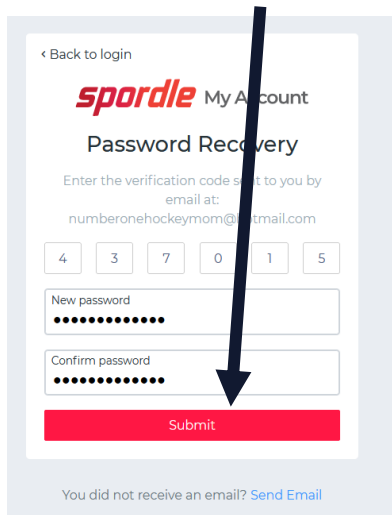 ‹ Back to login
spordle My Account
Password Recovery
Enter the verification code sent to you by
email at:
numberonehockeymom@hotmail.com
4 3 7 0 1 5
New password
●●●●●●●●●●●●●
Confirm password
●●●●●●●●●●●●●
Submit
You did not receive an email? Send Email